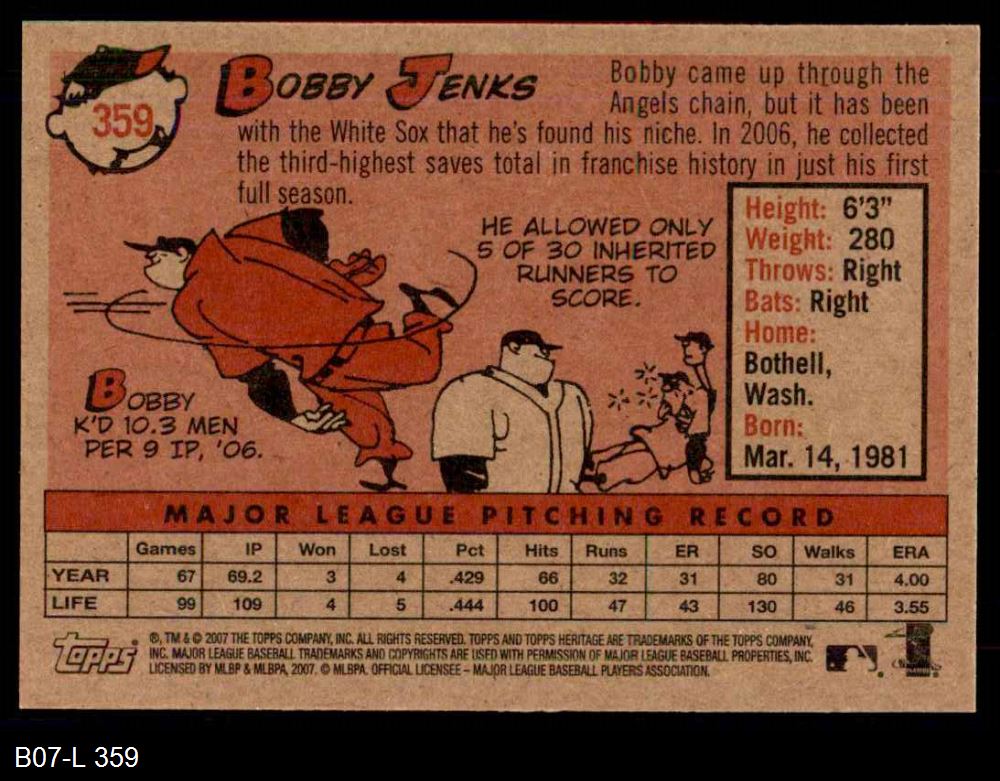 359
BOBBY JENKS
Bobby came up through the
Angels chain, but it has been
with the White Sox that he's found his niche. In 2006, he collected
the third-highest saves total in franchise history in just his first
full season.
HE ALLOWED ONLY
5 OF 30 INHERITED
RUNNERS TO
SCORE.
BOBBY
K'D 10.3 MEN
PER 9 IP, '06.
Height: 6'3"
Weight: 280
Throws: Right
Bats: Right
Home:
Bothell,
Wash.
Born:
Mar. 14, 1981
MAJOR LEAGUE PITCHING RECORD
Games IP Won Lost Pct Hits Runs ER SO Walks ERA
YEAR 67 69.2 3 4 .429 66 32 31 80 31 4.00
LIFE 99 109 4 5 .444 100 47 43 130 46 3.55
Topps
®, TM & © 2007 THE TOPPS COMPANY, INC. ALL RIGHTS RESERVED. TOPPS AND TOPPS HERITAGE ARE TRADEMARKS OF THE TOPPS COMPANY,
INC. MAJOR LEAGUE BASEBALL TRADEMARKS AND COPYRIGHTS ARE USED WITH PERMISSION OF MAJOR LEAGUE BASEBALL PROPERTIES, INC.
LICENSED BY MLBP & MLBPA, 2007. © MLBPA. OFFICIAL LICENSEE – MAJOR LEAGUE BASEBALL PLAYERS ASSOCIATION.
B07-L 359